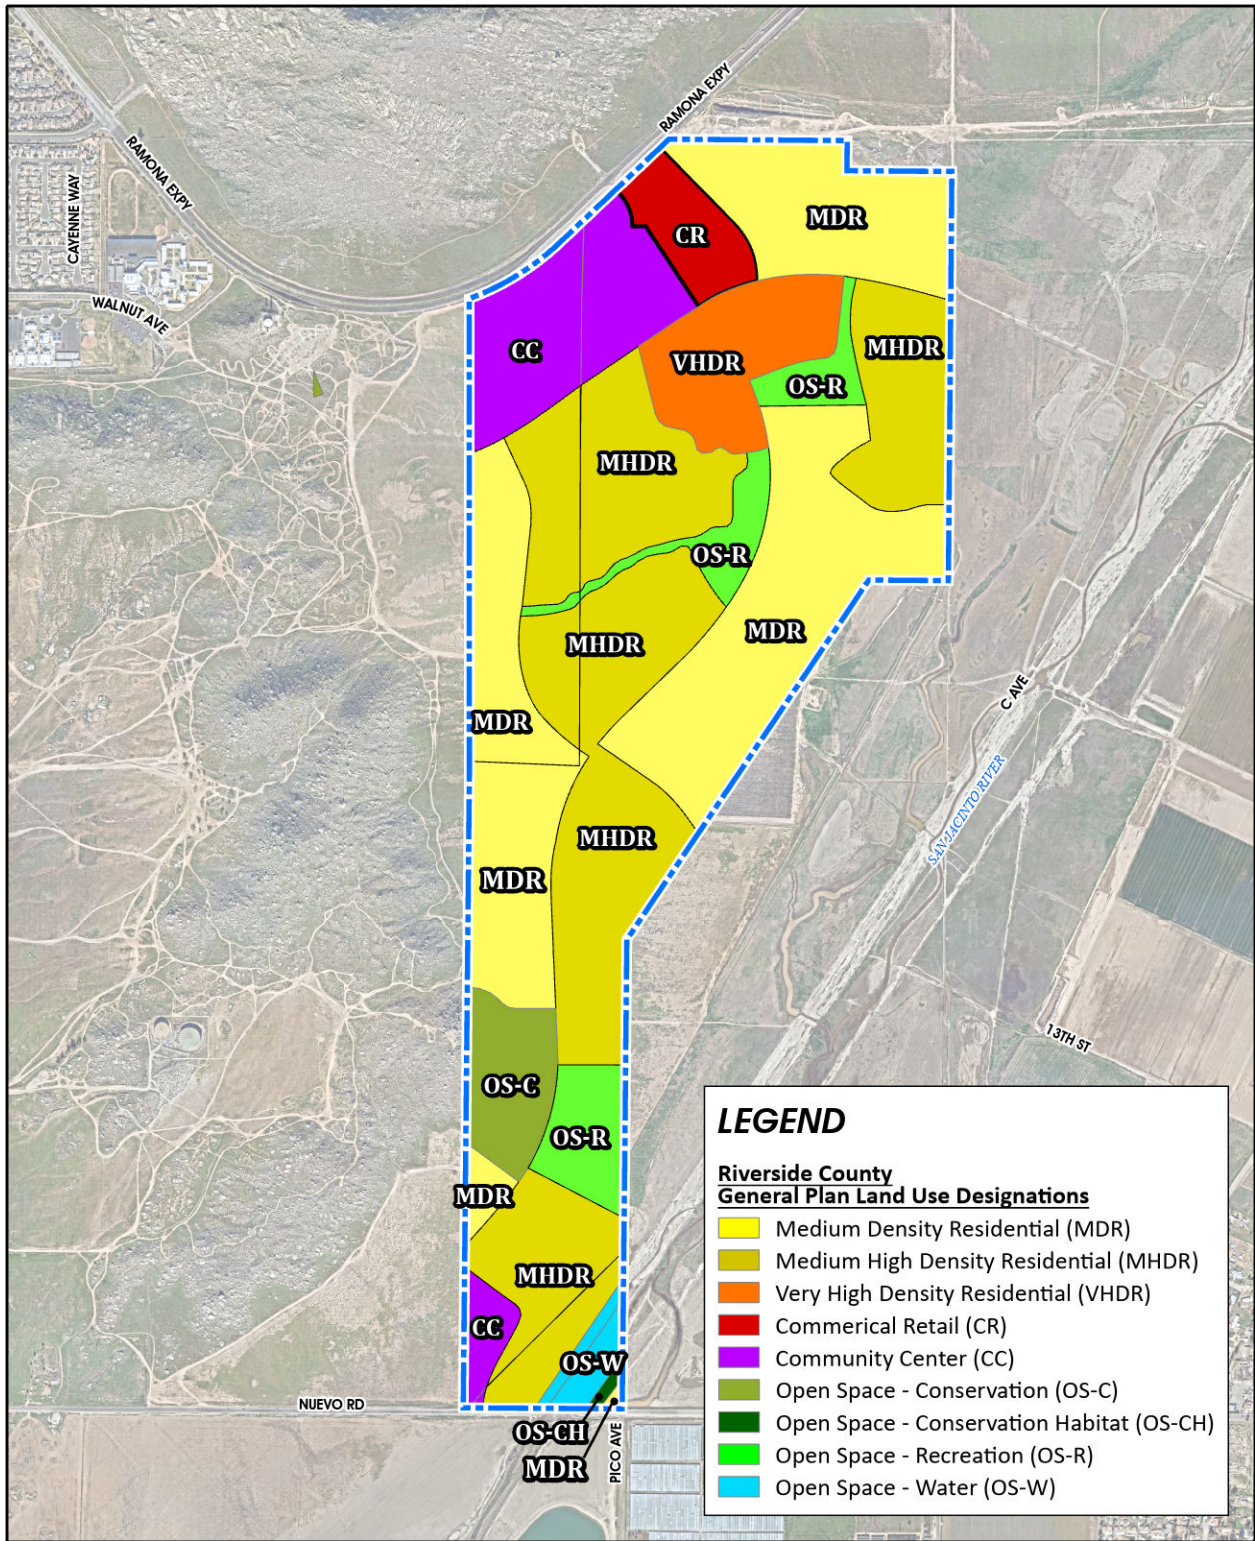 RAMONA EXPY
RAMONA EXPY
CAYENNE WAY
WALNUT AVE
MDR
CR
CC
VHDR
MHDR
OS-R
MHDR
OS-R
MHDR
MDR
MDR
C AVE
SAN JACINTO RIVER
MHDR
MDR
13TH ST
OS-C
OS-R
MDR
MHDR
CC
OS-W
NUEVO RD
OS-CH
MDR
PICO AVE
LEGEND
Riverside County
General Plan Land Use Designations
Medium Density Residential (MDR)
Medium High Density Residential (MHDR)
Very High Density Residential (VHDR)
Commerical Retail (CR)
Community Center (CC)
Open Space - Conservation (OS-C)
Open Space - Conservation Habitat (OS-CH)
Open Space - Recreation (OS-R)
Open Space - Water (OS-W)